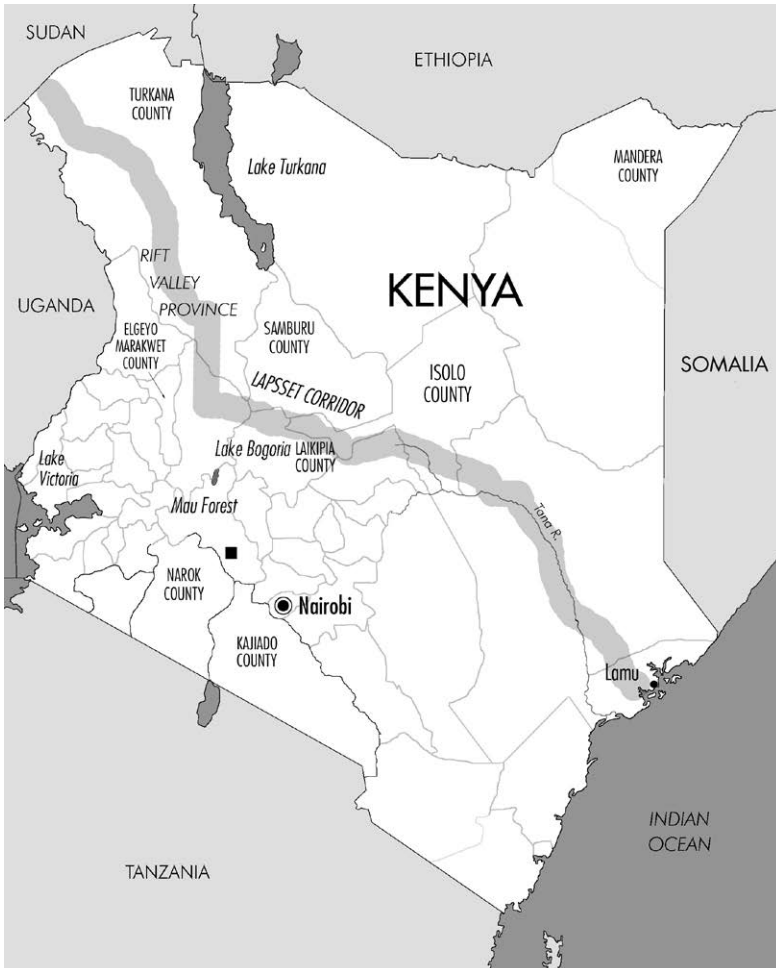 SUDAN
ETHIOPIA
TURKANA
COUNTY
Lake Turkana
MANDERA
COUNTY
RIFT
VALLEY
PROVINCE
KENYA
UGANDA
ELGEYO
MARAKWET
COUNTY
SAMBURU
COUNTY
ISOLO
COUNTY
SOMALIA
LAPSSET CORRIDOR
Lake Bogoria
LAIKIPIA
COUNTY
Lake
Victoria
Mau Forest
Tana R.
NAROK
COUNTY
Nairobi
KAJIADO
COUNTY
Lamu
INDIAN
OCEAN
TANZANIA